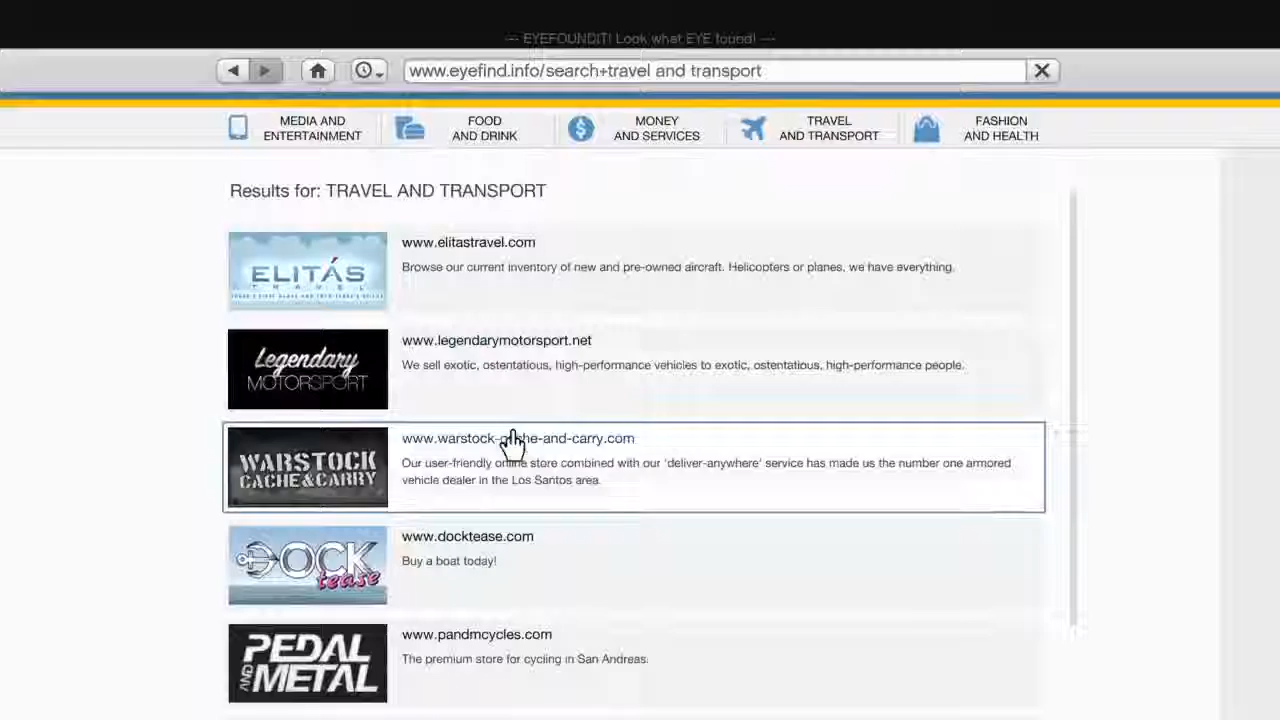 --- EYEFOUNDIT! Look what EYE found! ---
www.eyefind.info/search+travel and transport
MEDIA AND
ENTERTAINMENT
FOOD
AND DRINK
MONEY
AND SERVICES
TRAVEL
AND TRANSPORT
FASHION
AND HEALTH
Results for: TRAVEL AND TRANSPORT
ELITÁS
TRAVEL
www.elitastravel.com
Browse our current inventory of new and pre-owned aircraft. Helicopters or planes, we have everything.
Legendary
MOTORSPORT
www.legendarymotorsport.net
We sell exotic, ostentatious, high-performance vehicles to exotic, ostentatious, high-performance people.
WARSTOCK
CACHE&CARRY
www.warstock-cache-and-carry.com
Our user-friendly online store combined with our 'deliver-anywhere' service has made us the number one armored
vehicle dealer in the Los Santos area.
DOCK
tease
www.docktease.com
Buy a boat today!
PEDAL
AND METAL
www.pandmcycles.com
The premium store for cycling in San Andreas.